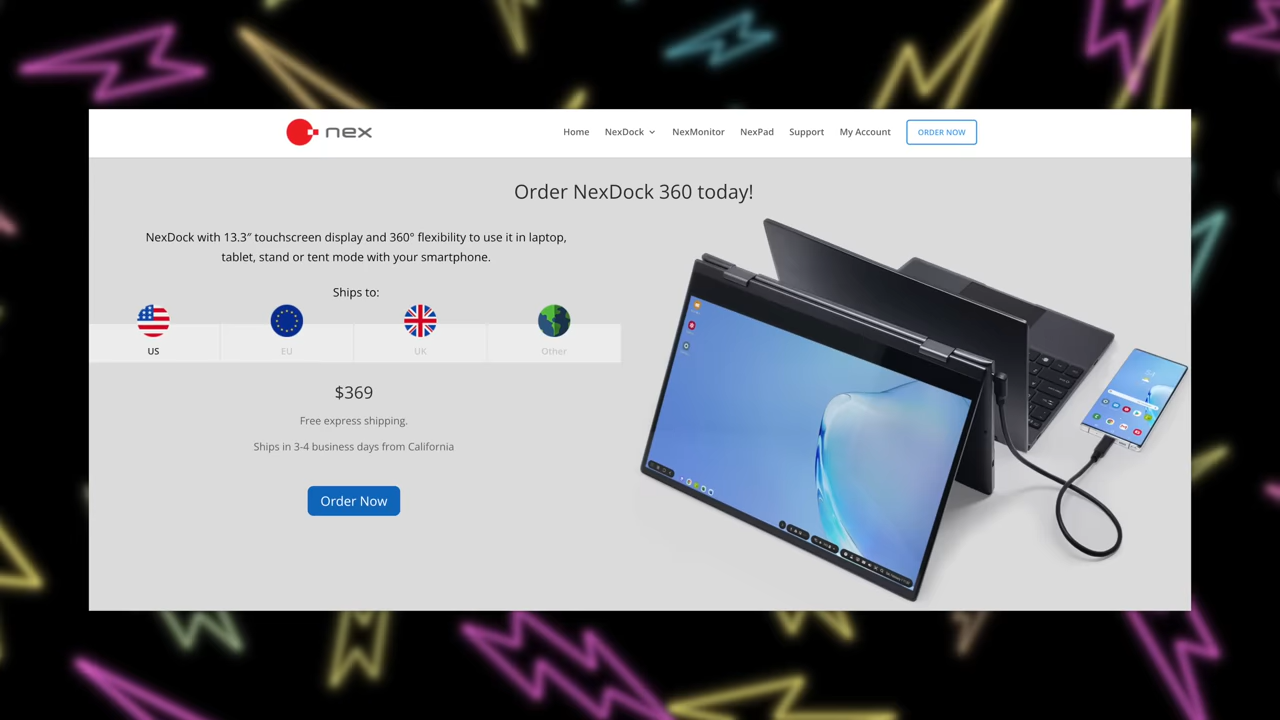 nex
Home
NexDock
NexMonitor
NexPad
Support
My Account
ORDER NOW
Order NexDock 360 today!
NexDock with 13.3″ touchscreen display and 360° flexibility to use it in laptop,
tablet, stand or tent mode with your smartphone.
Ships to:
US
EU
UK
Other
$369
Free express shipping.
Ships in 3-4 business days from California
Order Now